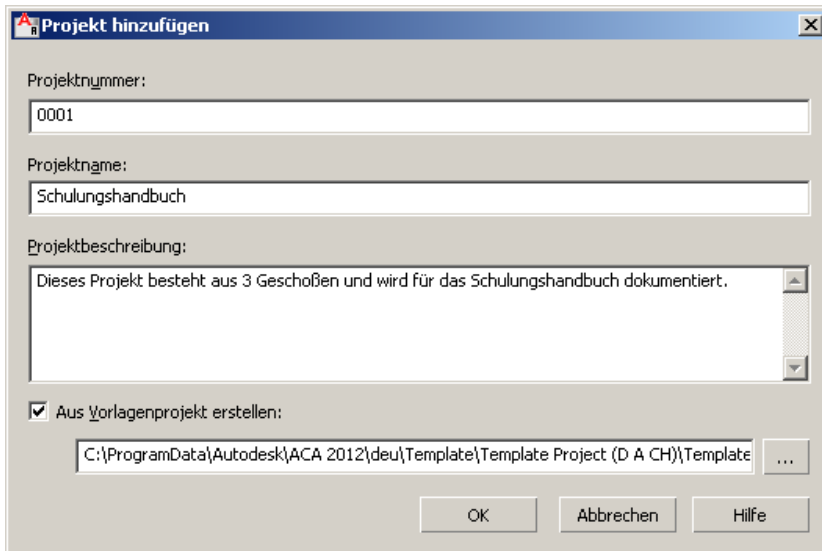 Projekt hinzufügen
Projektnummer:
0001
Projektname:
Schulungshandbuch
Projektbeschreibung:
Dieses Projekt besteht aus 3 Geschoßen und wird für das Schulungshandbuch dokumentiert.
Aus Vorlagenprojekt erstellen:
C:\ProgramData\Autodesk\ACA 2012\deu\Template\Template Project (D A CH)\Template
...
OK Abbrechen Hilfe